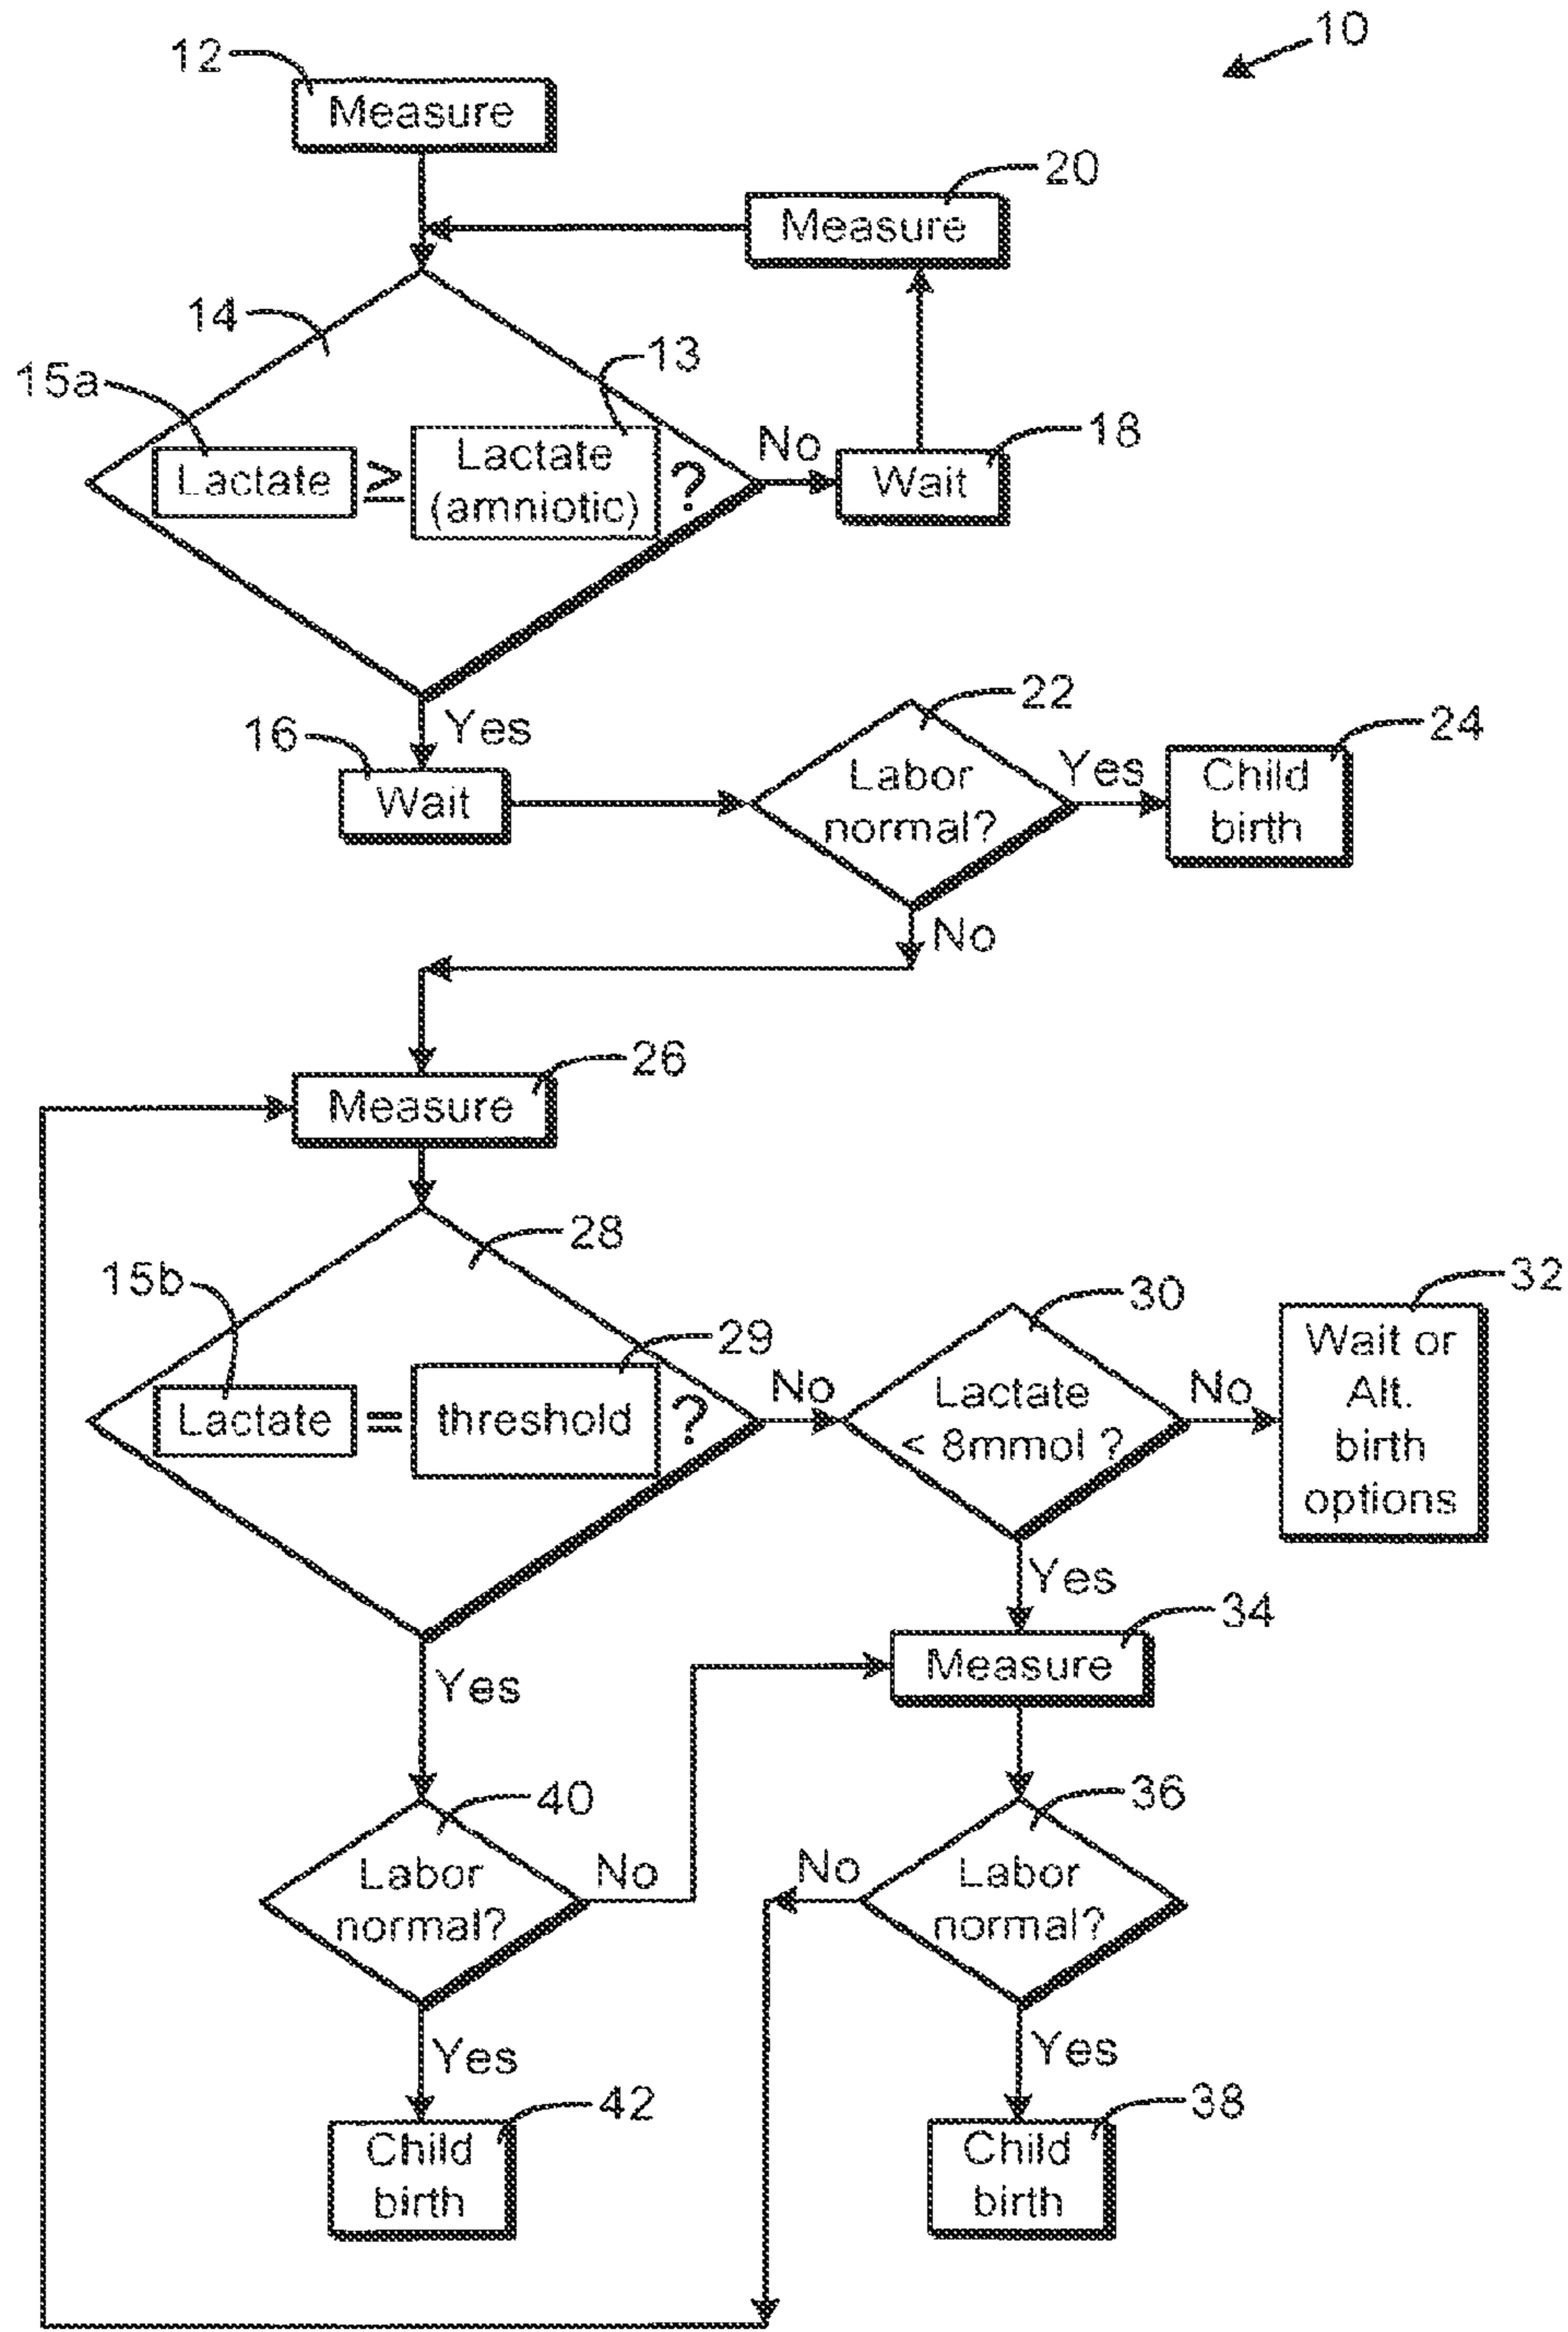 10
12
Measure
20
Measure
14
13
15a
Lactate ≥ Lactate (amniotic) ?
No
18
Wait
Yes
16
Wait
22
Labor
normal?
Yes
24
Child
birth
No
26
Measure
28
15b
29
Lactate = threshold ?
No
30
Lactate
< 8mmol ?
No
32
Wait or
Alt.
birth
options
Yes
34
Measure
Yes
40
Labor
normal?
No
36
Labor
normal?
No
Yes
42
Child
birth
Yes
38
Child
birth